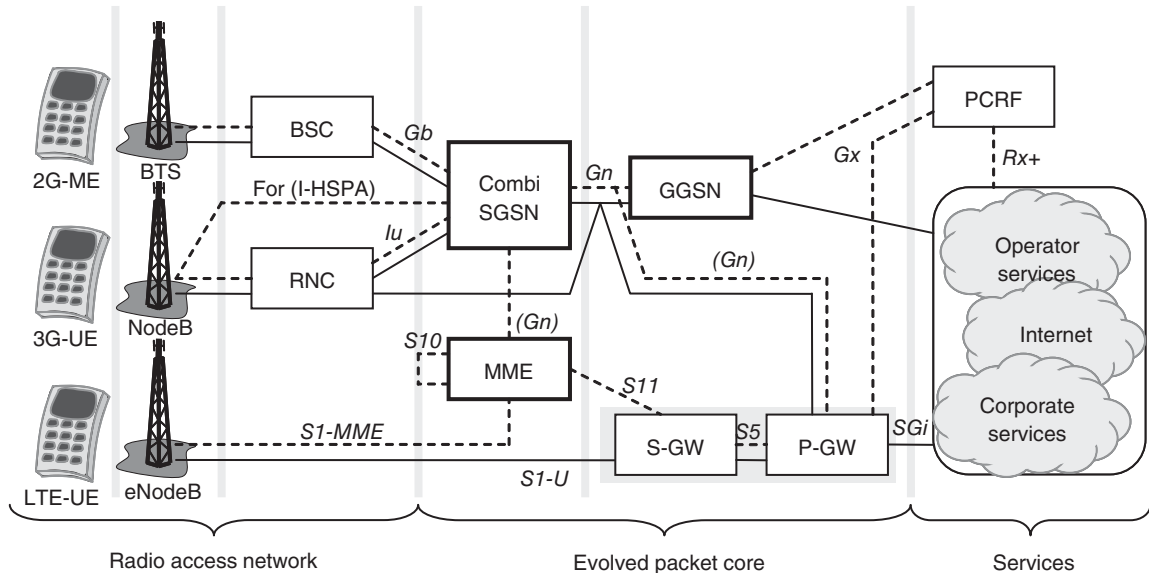 PCRF
BSC
Gb
Gn
Gx
Rx+
2G-ME
BTS
Combi
SGSN
GGSN
For (I-HSPA)
Iu
Operator
services
RNC
(Gn)
3G-UE
NodeB
(Gn)
Internet
S10
MME
S11
Corporate
services
S1-MME
S-GW
S5
P-GW
SGi
LTE-UE
eNodeB
S1-U
Radio access network
Evolved packet core
Services